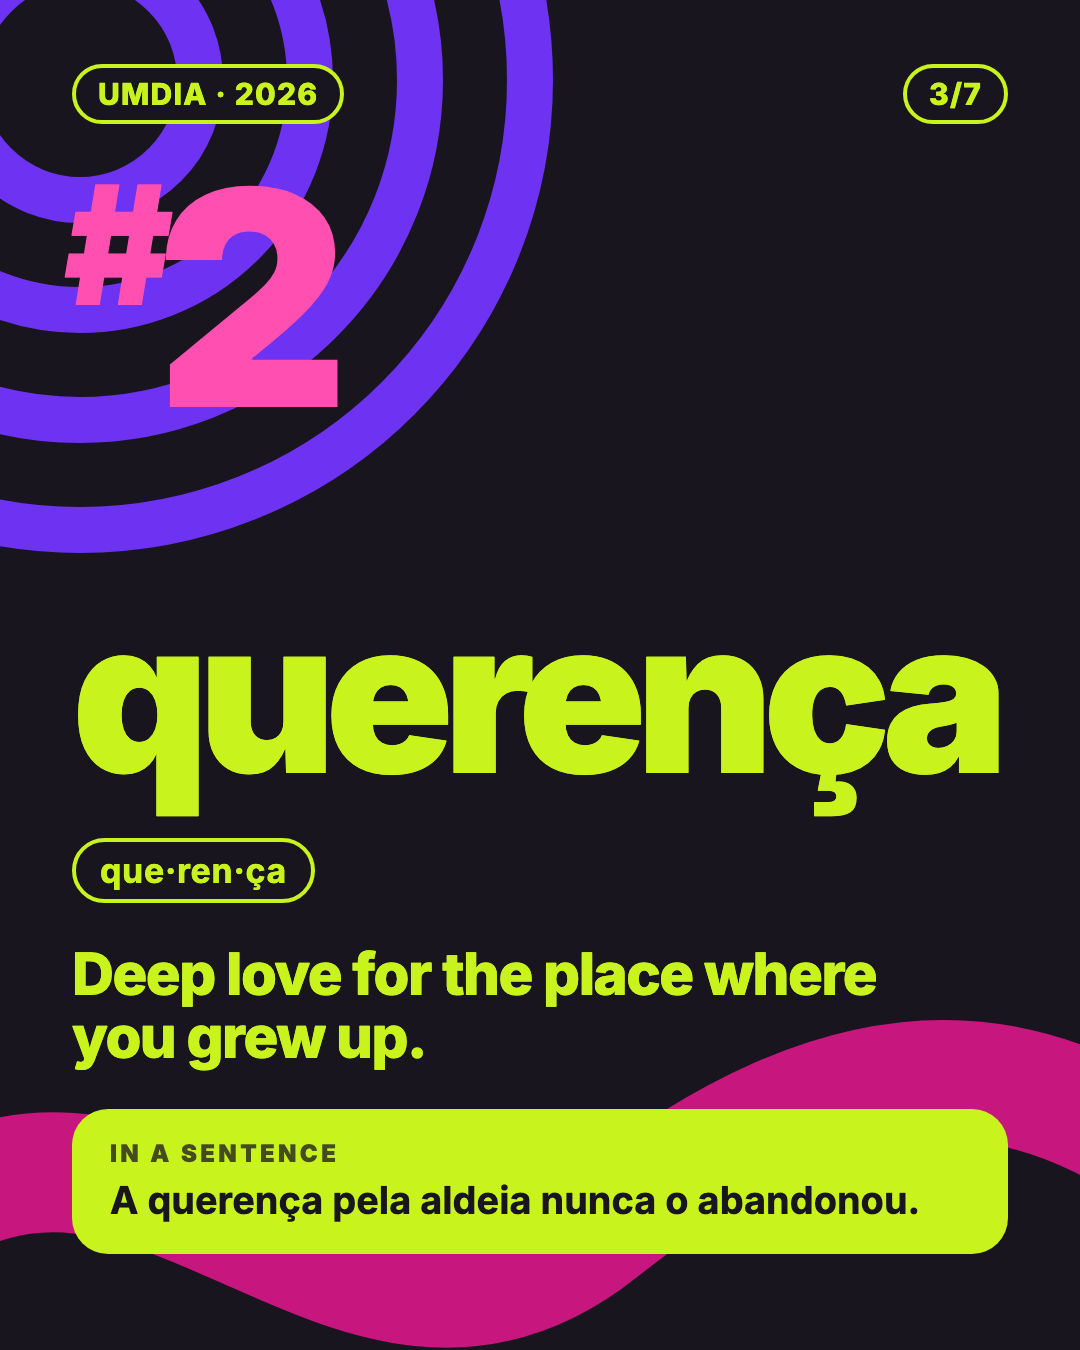 UMDIA · 2026
3/7
#2
querença
que·ren·ça
Deep love for the place where
you grew up.
IN A SENTENCE
A querença pela aldeia nunca o abandonou.